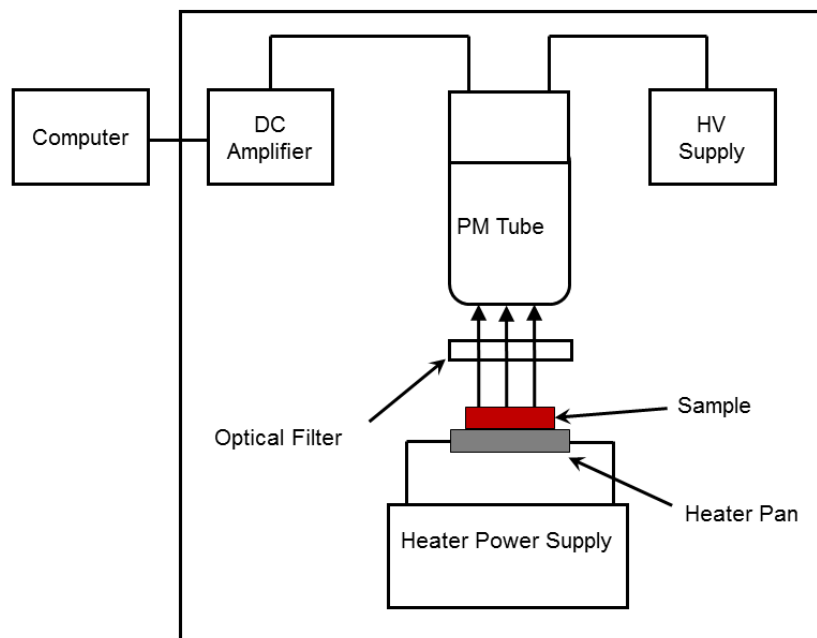 Computer
DC
Amplifier
HV
Supply
PM Tube
Optical Filter
Sample
Heater Pan
Heater Power Supply